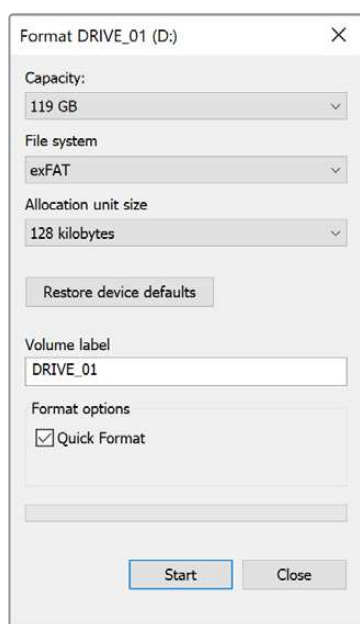 Format DRIVE_01 (D:)
Capacity:
119 GB
File system
exFAT
Allocation unit size
128 kilobytes
Restore device defaults
Volume label
DRIVE_01
Format options
Quick Format
Start Close